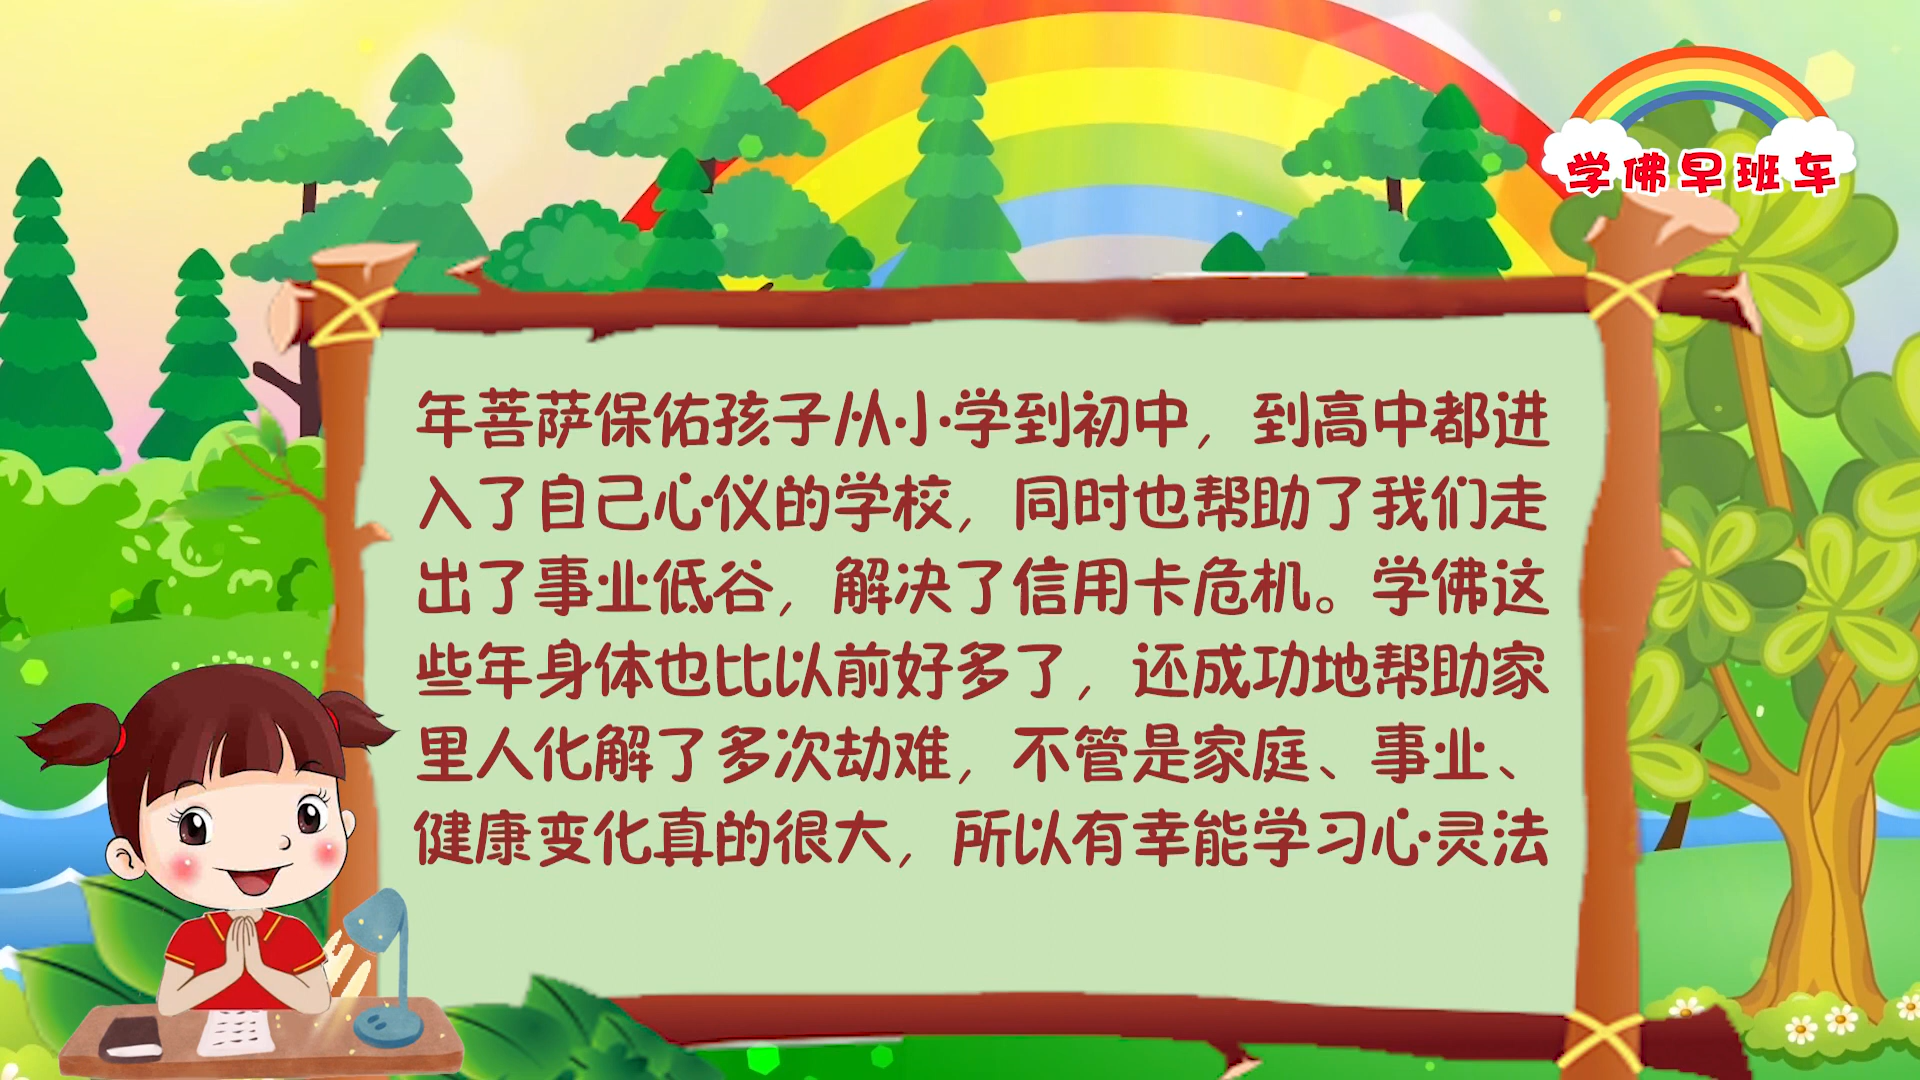 学佛早班车
年菩萨保佑孩子从小学到初中，到高中都进
入了自己心仪的学校，同时也帮助了我们走
出了事业低谷，解决了信用卡危机。学佛这
些年身体也比以前好多了，还成功地帮助家
里人化解了多次劫难，不管是家庭、事业、
健康变化真的很大，所以有幸能学习心灵法